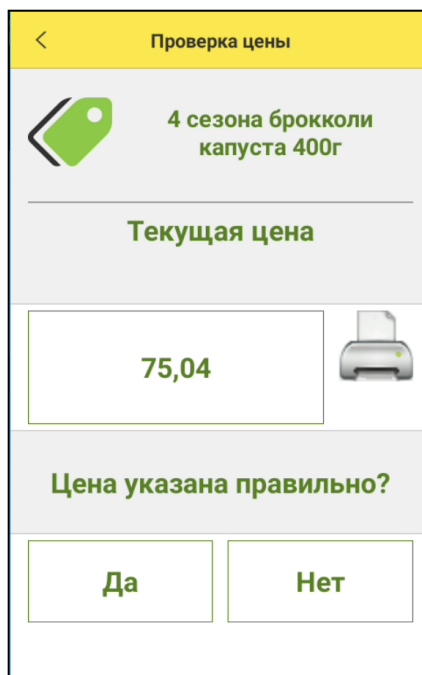 Проверка цены
4 сезона брокколи
капуста 400г
Текущая цена
75,04
Цена указана правильно?
Да
Нет